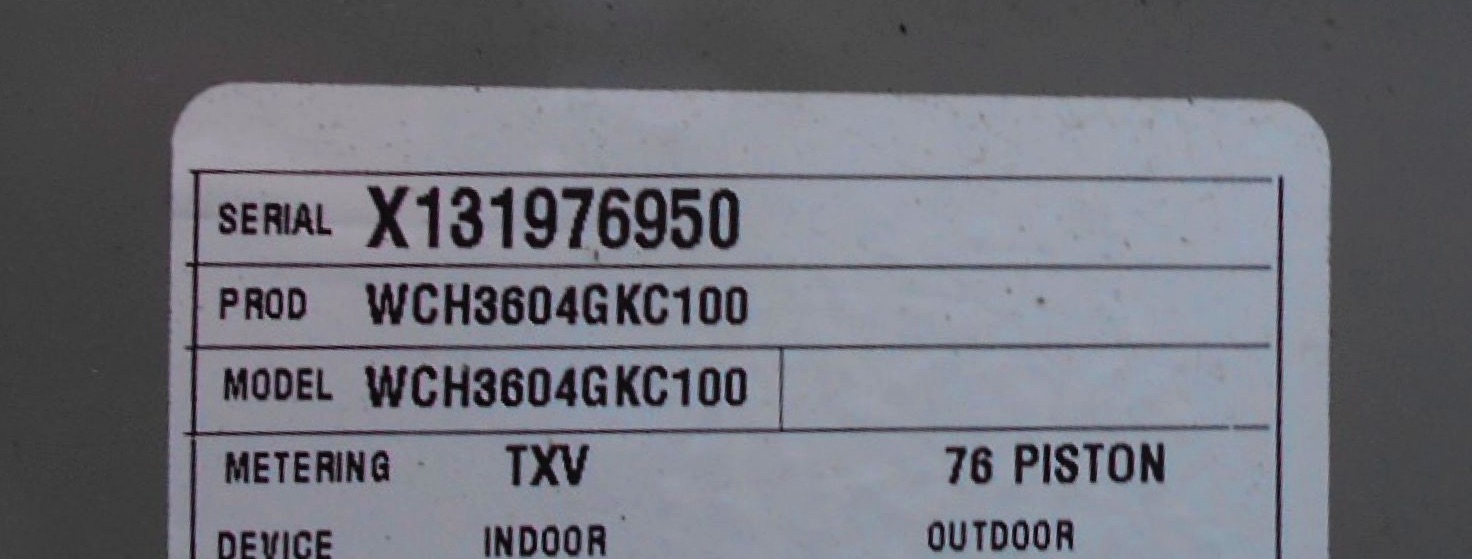 SERIAL X131976950
PROD WCH3604GKC100
MODEL WCH3604GKC100
METERING TXV 76 PISTON
DEVICE INDOOR OUTDOOR